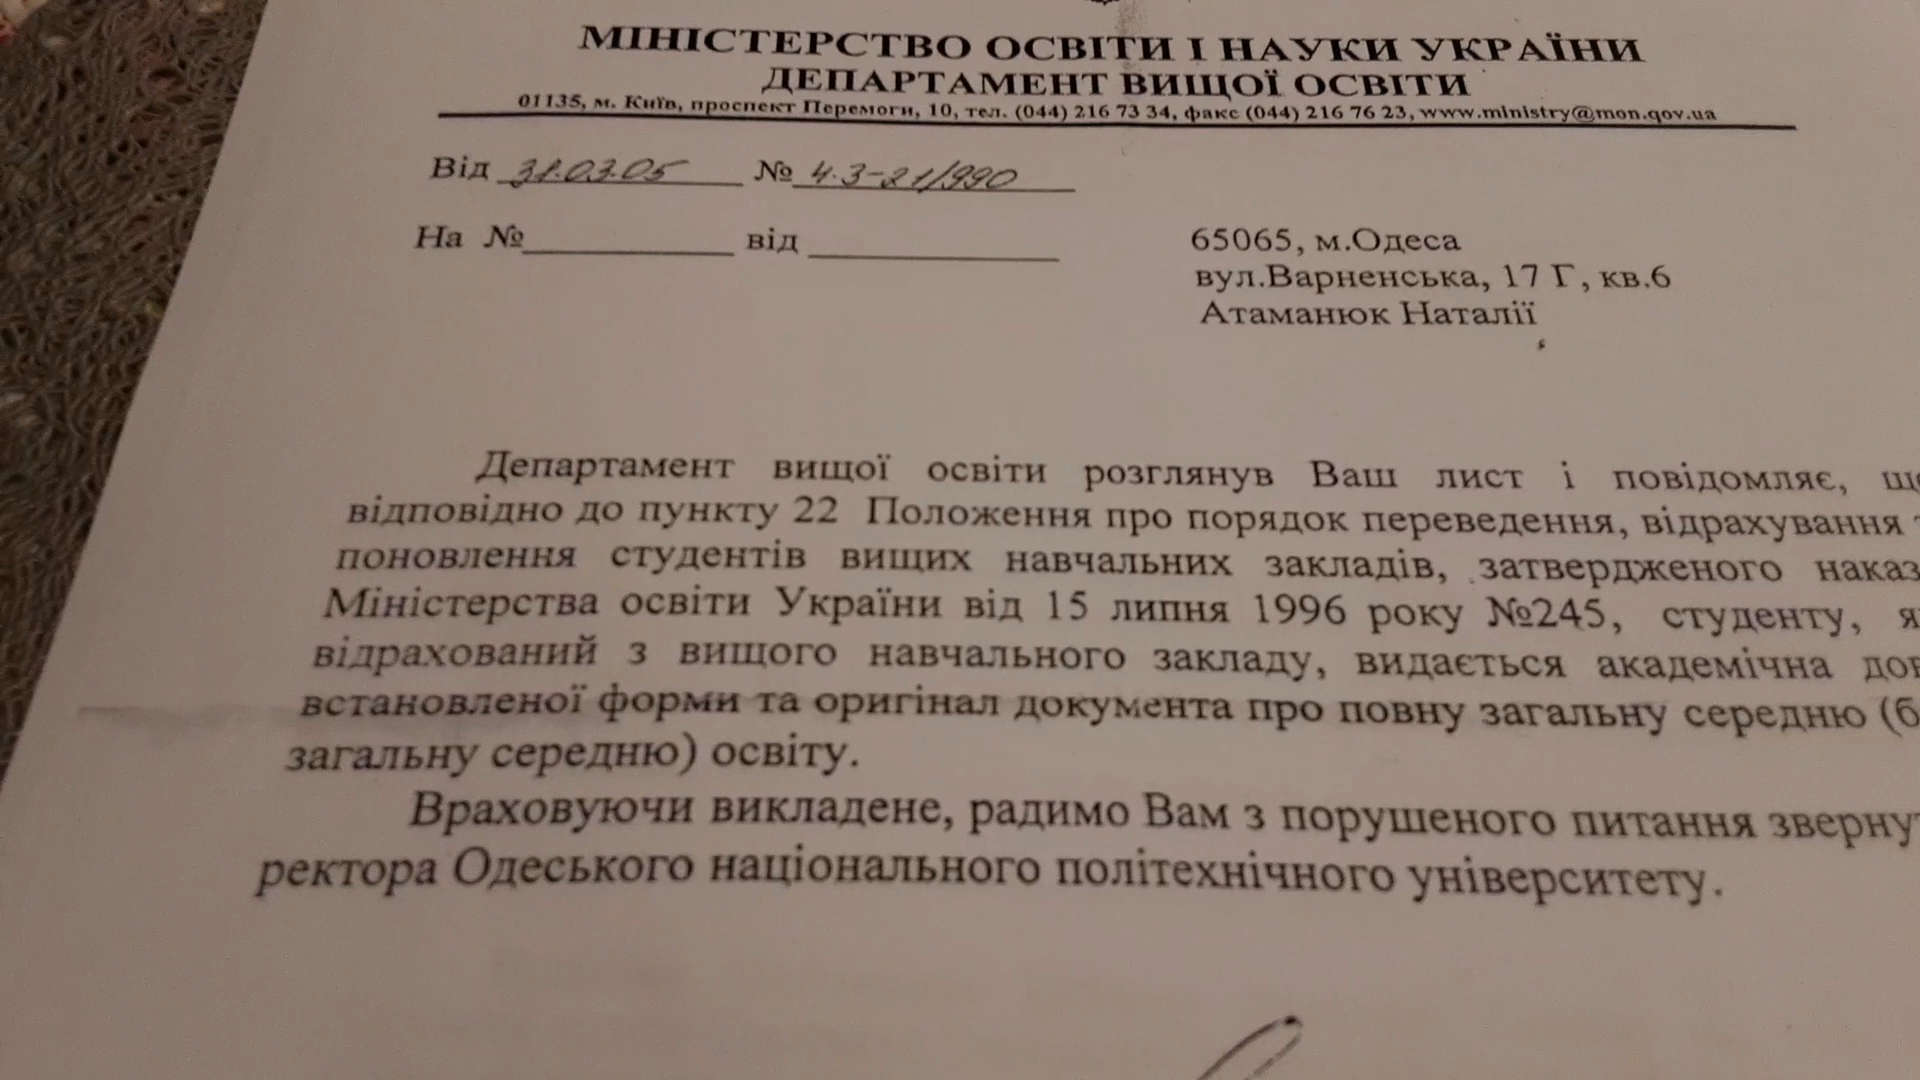 МІНІСТЕРСТВО ОСВІТИ І НАУКИ УКРАЇНИ
ДЕПАРТАМЕНТ ВИЩОЇ ОСВІТИ
01135, м. Київ, проспект Перемоги, 10, тел. (044) 216 73 34, факс (044) 216 76 23, www.ministry@mon.gov.ua
Від 31.03.05 № 4.3-21/990
На № від
65065, м.Одеса
вул.Варненська, 17 Г, кв.6
Атаманюк Наталії
Департамент вищої освіти розглянув Ваш лист і повідомляє,
відповідно до пункту 22 Положення про порядок переведення, відрахування
поновлення студентів вищих навчальних закладів, затвердженого
Міністерства освіти України від 15 липня 1996 року №245, студенту,
відрахований з вищого навчального закладу, видається академічна
встановленої форми та оригінал документа про повну загальну середню
загальну середню) освіту.
Враховуючи викладене, радимо Вам з порушеного питання
ректора Одеського національного політехнічного університету.